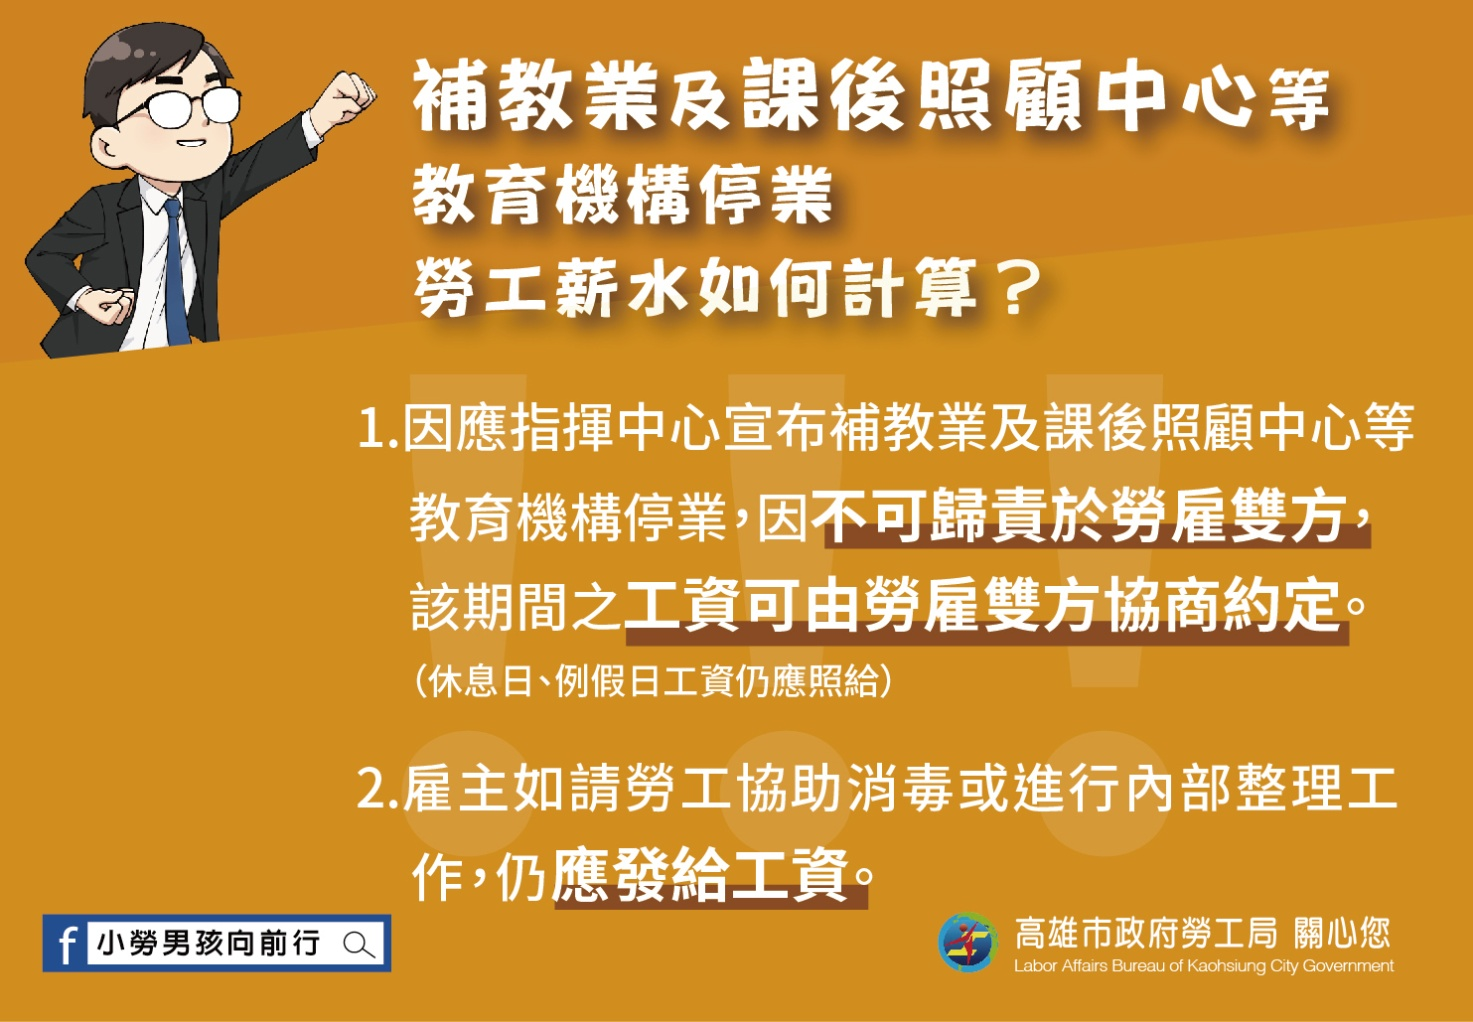 補教業及課後照顧中心等
教育機構停業
勞工薪水如何計算？
1.因應指揮中心宣布補教業及課後照顧中心等
教育機構停業，因不可歸責於勞雇雙方，
該期間之工資可由勞雇雙方協商約定。
（休息日、例假日工資仍應照給）
2.雇主如請勞工協助消毒或進行內部整理工
作，仍應發給工資。
f 小勞男孩向前行
高雄市政府勞工局 關心您
Labor Affairs Bureau of Kaohsiung City Government